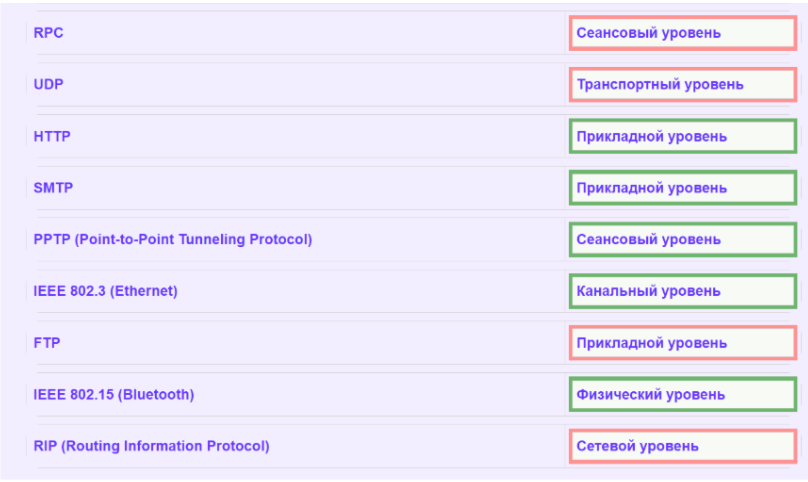 RPC Сеансовый уровень
UDP Транспортный уровень
HTTP Прикладной уровень
SMTP Прикладной уровень
PPTP (Point-to-Point Tunneling Protocol) Сеансовый уровень
IEEE 802.3 (Ethernet) Канальный уровень
FTP Прикладной уровень
IEEE 802.15 (Bluetooth) Физический уровень
RIP (Routing Information Protocol) Сетевой уровень